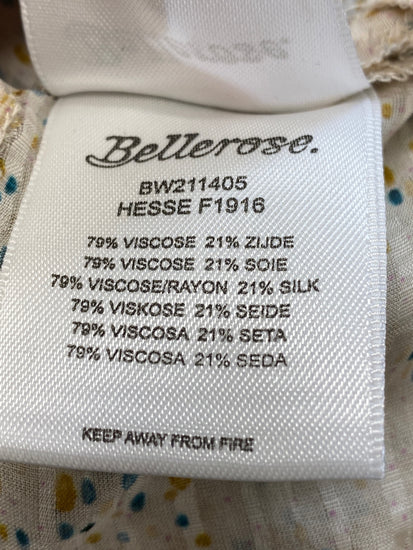 Bellerose.
BW211405
HESSE F1916
79% VISCOSE 21% ZIJDE
79% VISCOSE 21% SOIE
79% VISCOSE/RAYON 21% SILK
79% VISKOSE 21% SEIDE
79% VISCOSA 21% SETA
79% VISCOSA 21% SEDA
KEEP AWAY FROM FIRE